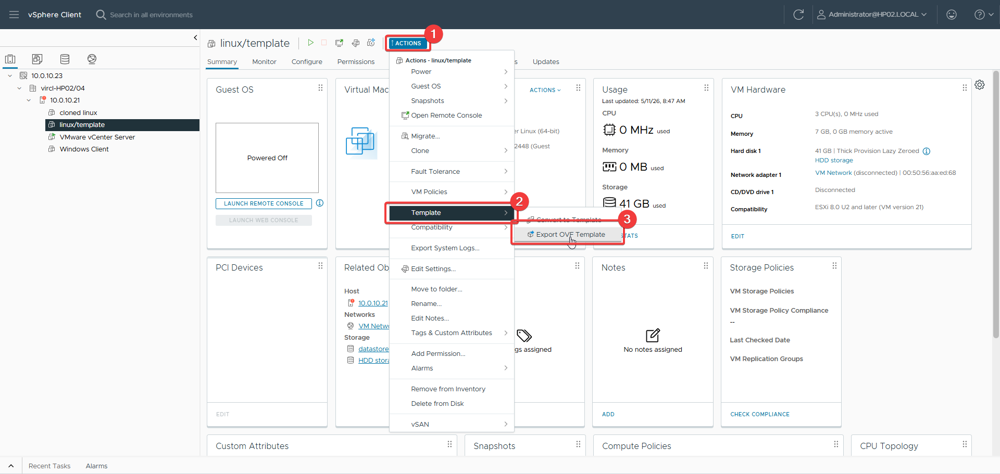 vSphere Client
Search in all environments
Administrator@HP02.LOCAL
linux/template
ACTIONS
1
Summary
Monitor
Configure
Permissions
s
Updates
10.0.10.23
vircl-HP02/04
10.0.10.21
cloned linux
linux/template
VMware vCenter Server
Windows Client
Actions - linux/template
Power
Guest OS
Snapshots
Open Remote Console
Migrate...
Clone
Fault Tolerance
VM Policies
Template
2
Compatibility
Export System Logs...
Edit Settings...
Move to folder...
Rename...
Edit Notes...
Tags & Custom Attributes
Add Permission...
Alarms
Remove from Inventory
Delete from Disk
vSAN
Convert to Template
3
Export OVF Template
Guest OS
Powered Off
LAUNCH REMOTE CONSOLE
LAUNCH WEB CONSOLE
Virtual Mac
ACTIONS
er Linux (64-bit)
2448 (Guest
Usage
Last updated: 5/11/26, 8:47 AM
CPU
0 MHz used
Memory
0 MB used
Storage
41 GB used
STATS
VM Hardware
CPU 3 CPU(s), 0 MHz used
Memory 7 GB, 0 GB memory active
Hard disk 1 41 GB | Thick Provision Lazy Zeroed
HDD storage
Network adapter 1 VM Network (disconnected) | 00:50:56:aa:ed:68
CD/DVD drive 1 Disconnected
Compatibility ESXi 8.0 U2 and later (VM version 21)
EDIT
PCI Devices
EDIT
Related Ob
Host
10.0.10.21
Networks
VM Netwo
Storage
datastore
HDD stora
gs assigned
Notes
No notes assigned
ADD
Storage Policies
VM Storage Policies
VM Storage Policy Compliance
--
Last Checked Date
VM Replication Groups
CHECK COMPLIANCE
Custom Attributes
Snapshots
Compute Policies
CPU Topology
Recent Tasks
Alarms